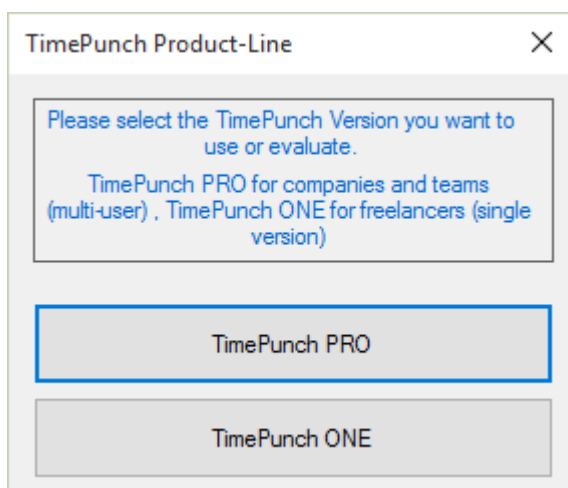 TimePunch Product-Line
Please select the TimePunch Version you want to
use or evaluate.
TimePunch PRO for companies and teams
(multi-user) , TimePunch ONE for freelancers (single
version)
TimePunch PRO
TimePunch ONE